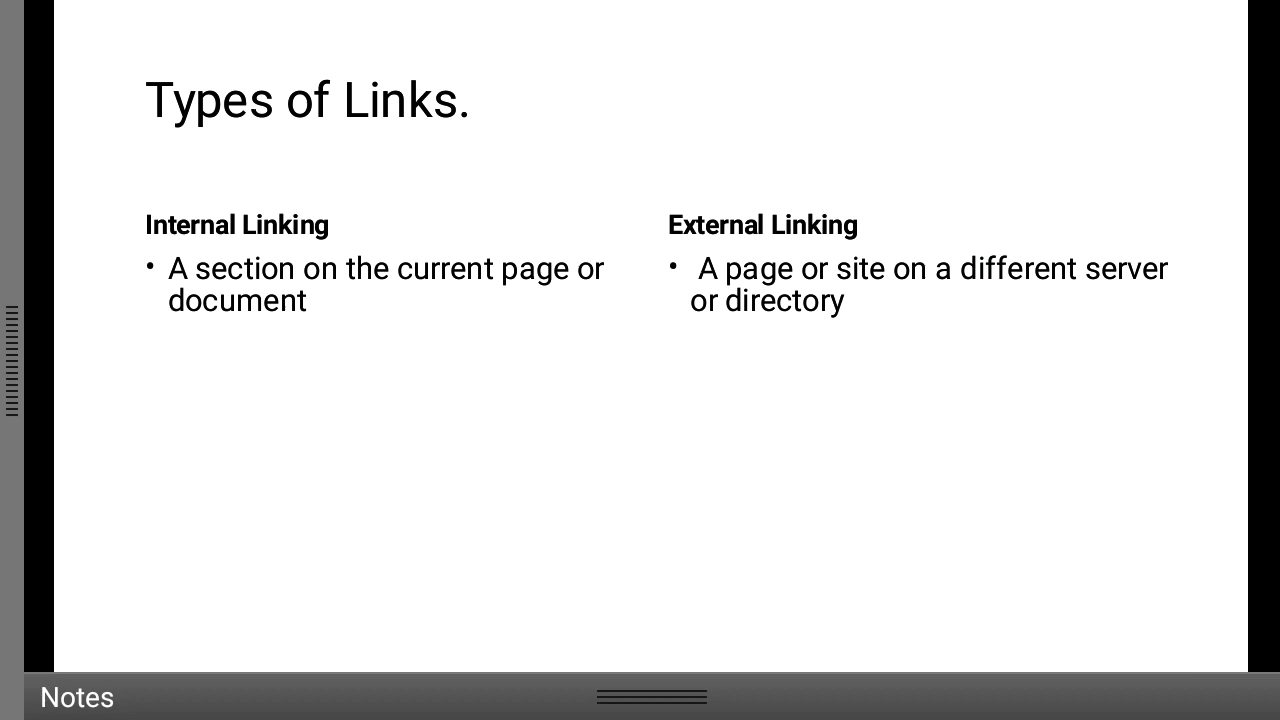 Types of Links.
Internal Linking
• A section on the current page or
document
External Linking
• A page or site on a different server
or directory
Notes